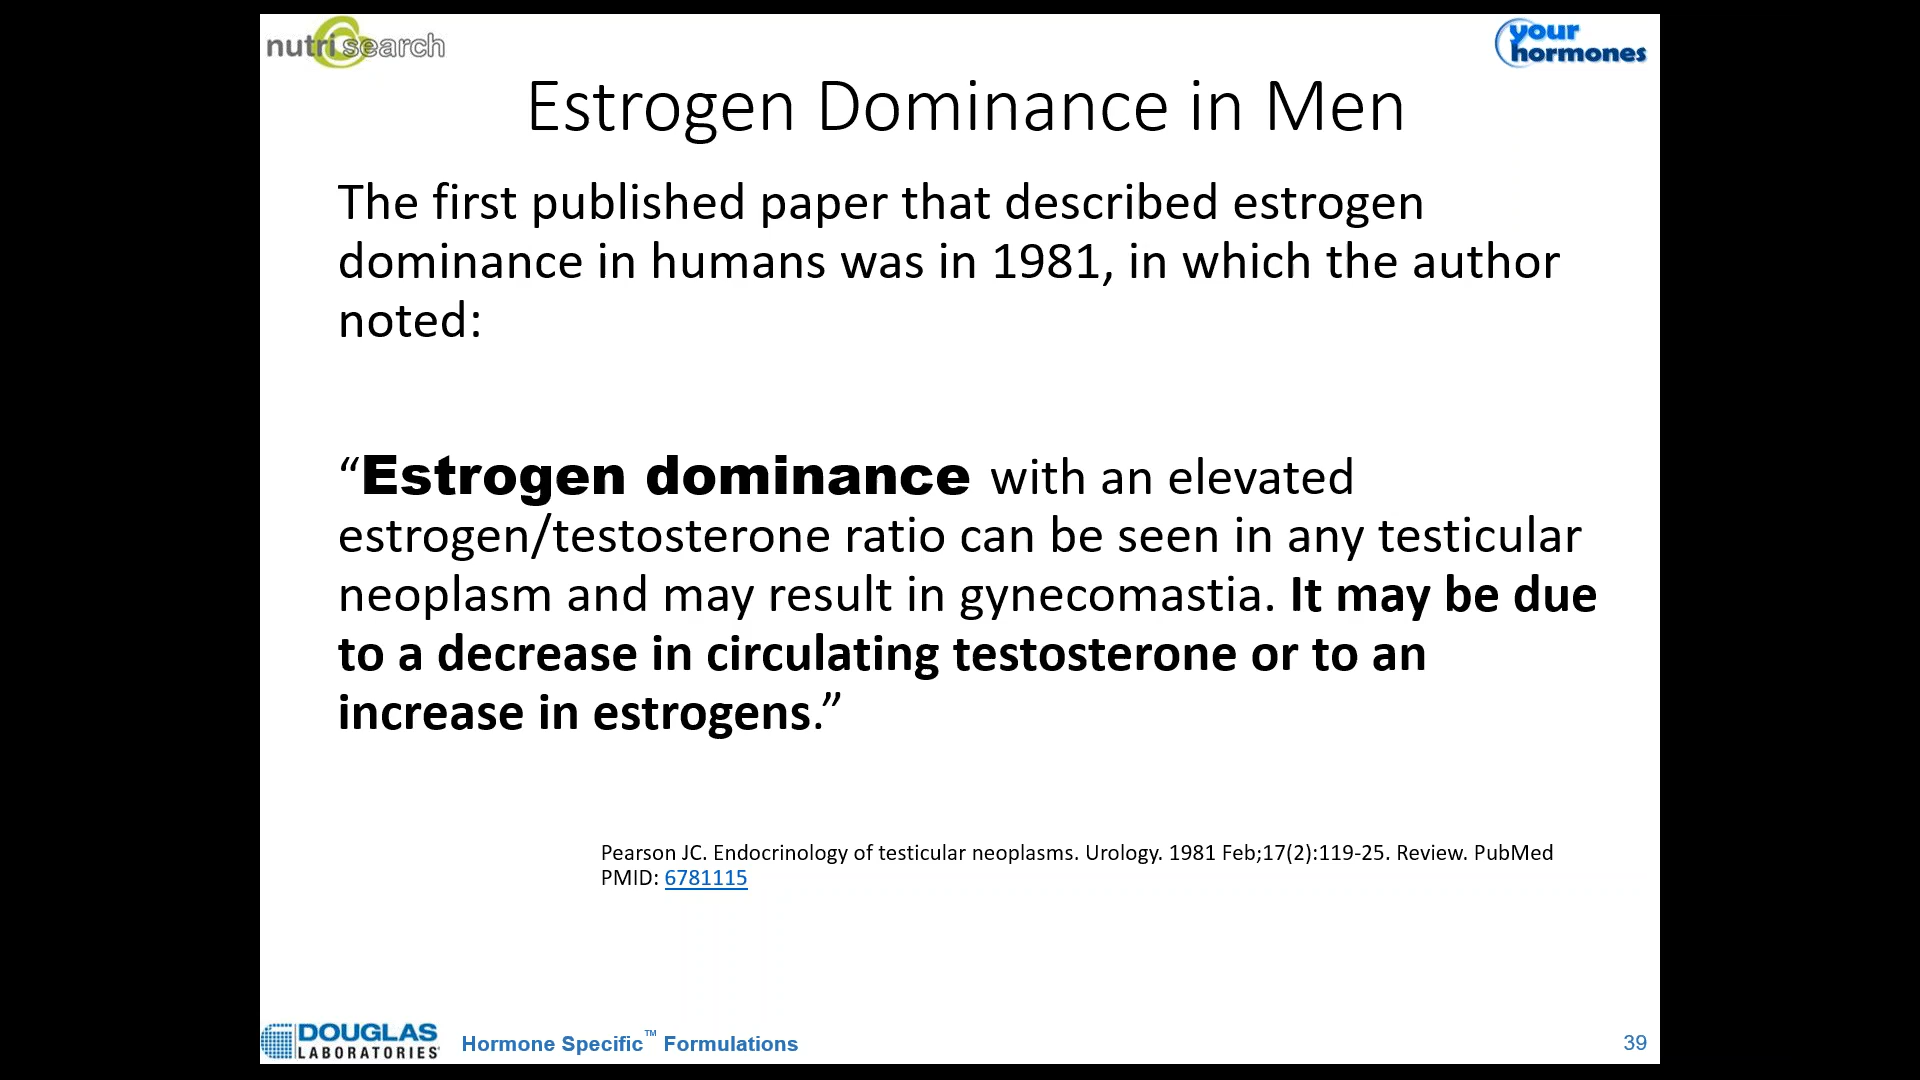 nutrisearch
your
hormones
Estrogen Dominance in Men
The first published paper that described estrogen
dominance in humans was in 1981, in which the author
noted:
“Estrogen dominance with an elevated
estrogen/testosterone ratio can be seen in any testicular
neoplasm and may result in gynecomastia. It may be due
to a decrease in circulating testosterone or to an
increase in estrogens.”
Pearson JC. Endocrinology of testicular neoplasms. Urology. 1981 Feb;17(2):119-25. Review. PubMed
PMID: 6781115
DOUGLAS
LABORATORIES
Hormone Specific™ Formulations
39